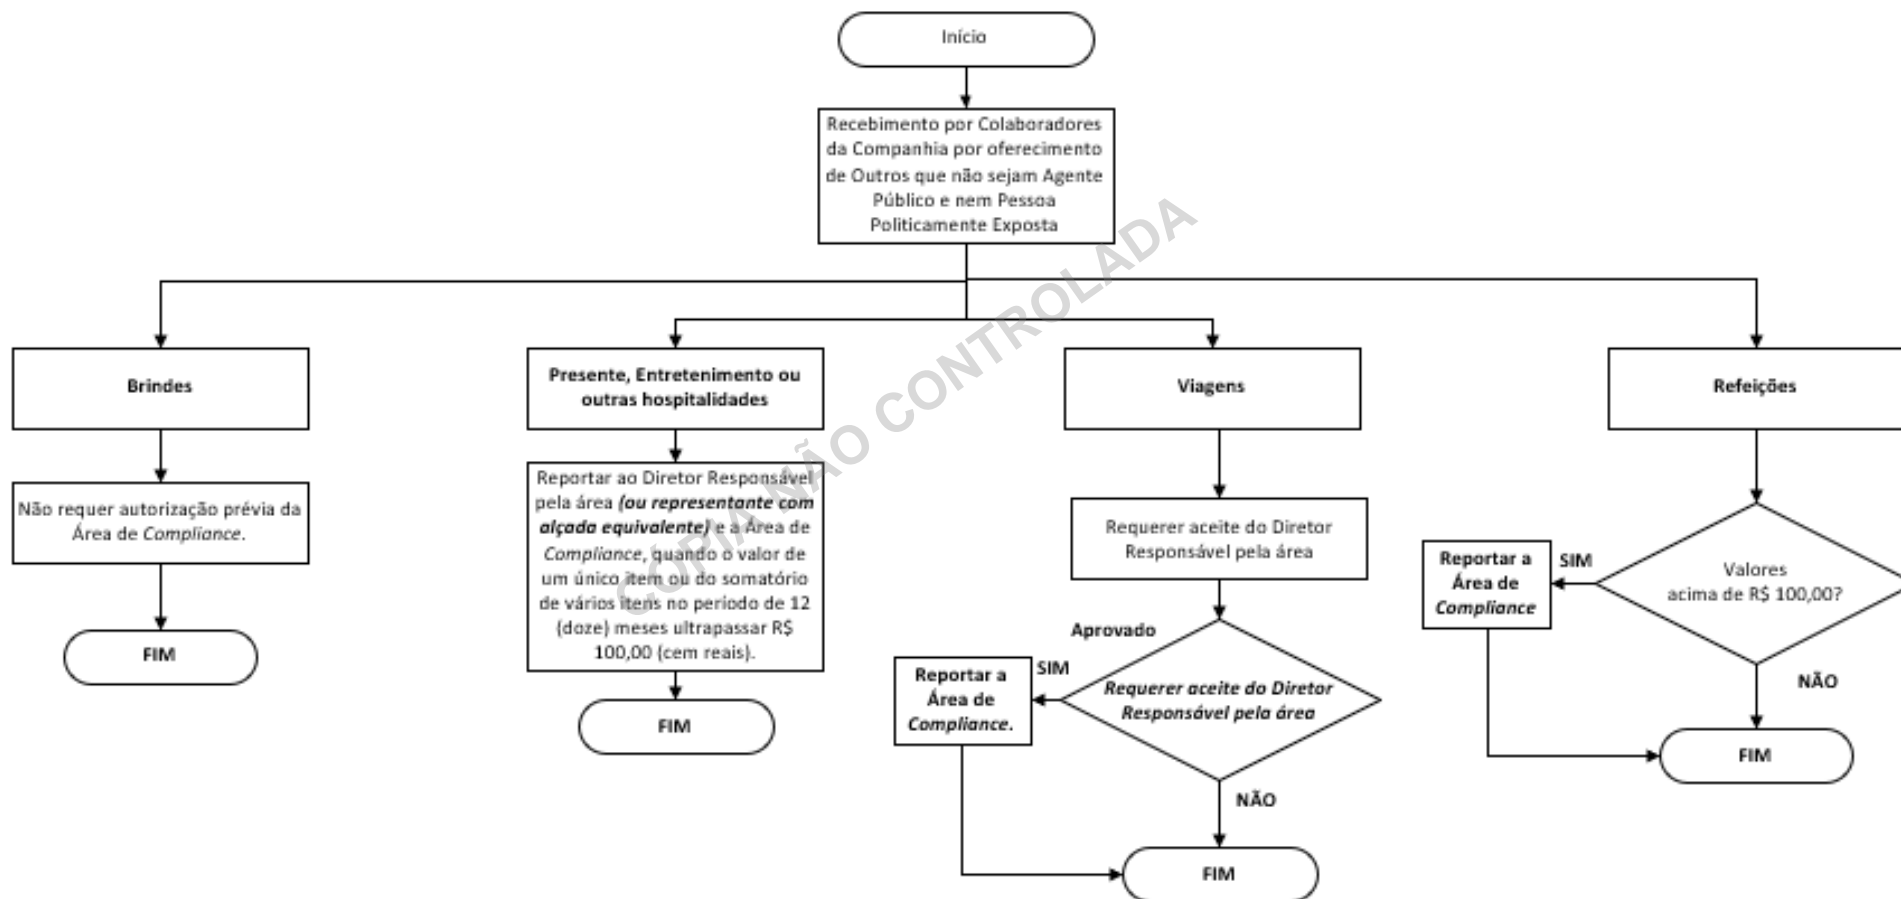 Início
Recebimento por Colaboradores
da Companhia por oferecimento
de Outros que não sejam Agente
Público e nem Pessoa
Politicamente Exposta
Brindes
Não requer autorização prévia da
Área de Compliance.
FIM
Presente, Entretenimento ou
outras hospitalidades
Reportar ao Diretor Responsável
pela área (ou representante com
alçada equivalente) e a Área de
Compliance, quando o valor de
um único item ou do somatório
de vários itens no período de 12
(doze) meses ultrapassar R$
100,00 (cem reais).
FIM
Viagens
Requerer aceite do Diretor
Responsável pela área
Aprovado
SIM
Reportar a
Área de
Compliance.
Requerer aceite do Diretor
Responsável pela área
NÃO
FIM
Refeições
Valores
acima de R$ 100,00?
SIM
Reportar a
Área de
Compliance
NÃO
FIM
CÓPIA NÃO CONTROLADA